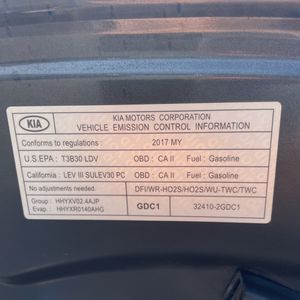 KIA
KIA MOTORS CORPORATION
VEHICLE EMISSION CONTROL INFORMATION
Conforms to regulations : 2017 MY
U.S.EPA : T3B30 LDV OBD : CA II Fuel : Gasoline
California : LEV III SULEV30 PC OBD : CA II Fuel : Gasoline
No adjustments needed. DFI/WR-HO2S/HO2S/WU-TWC/TWC
Group : HHYXV02.4AJP
Evap. : HHYXR0140AHG GDC1 32410-2GDC1